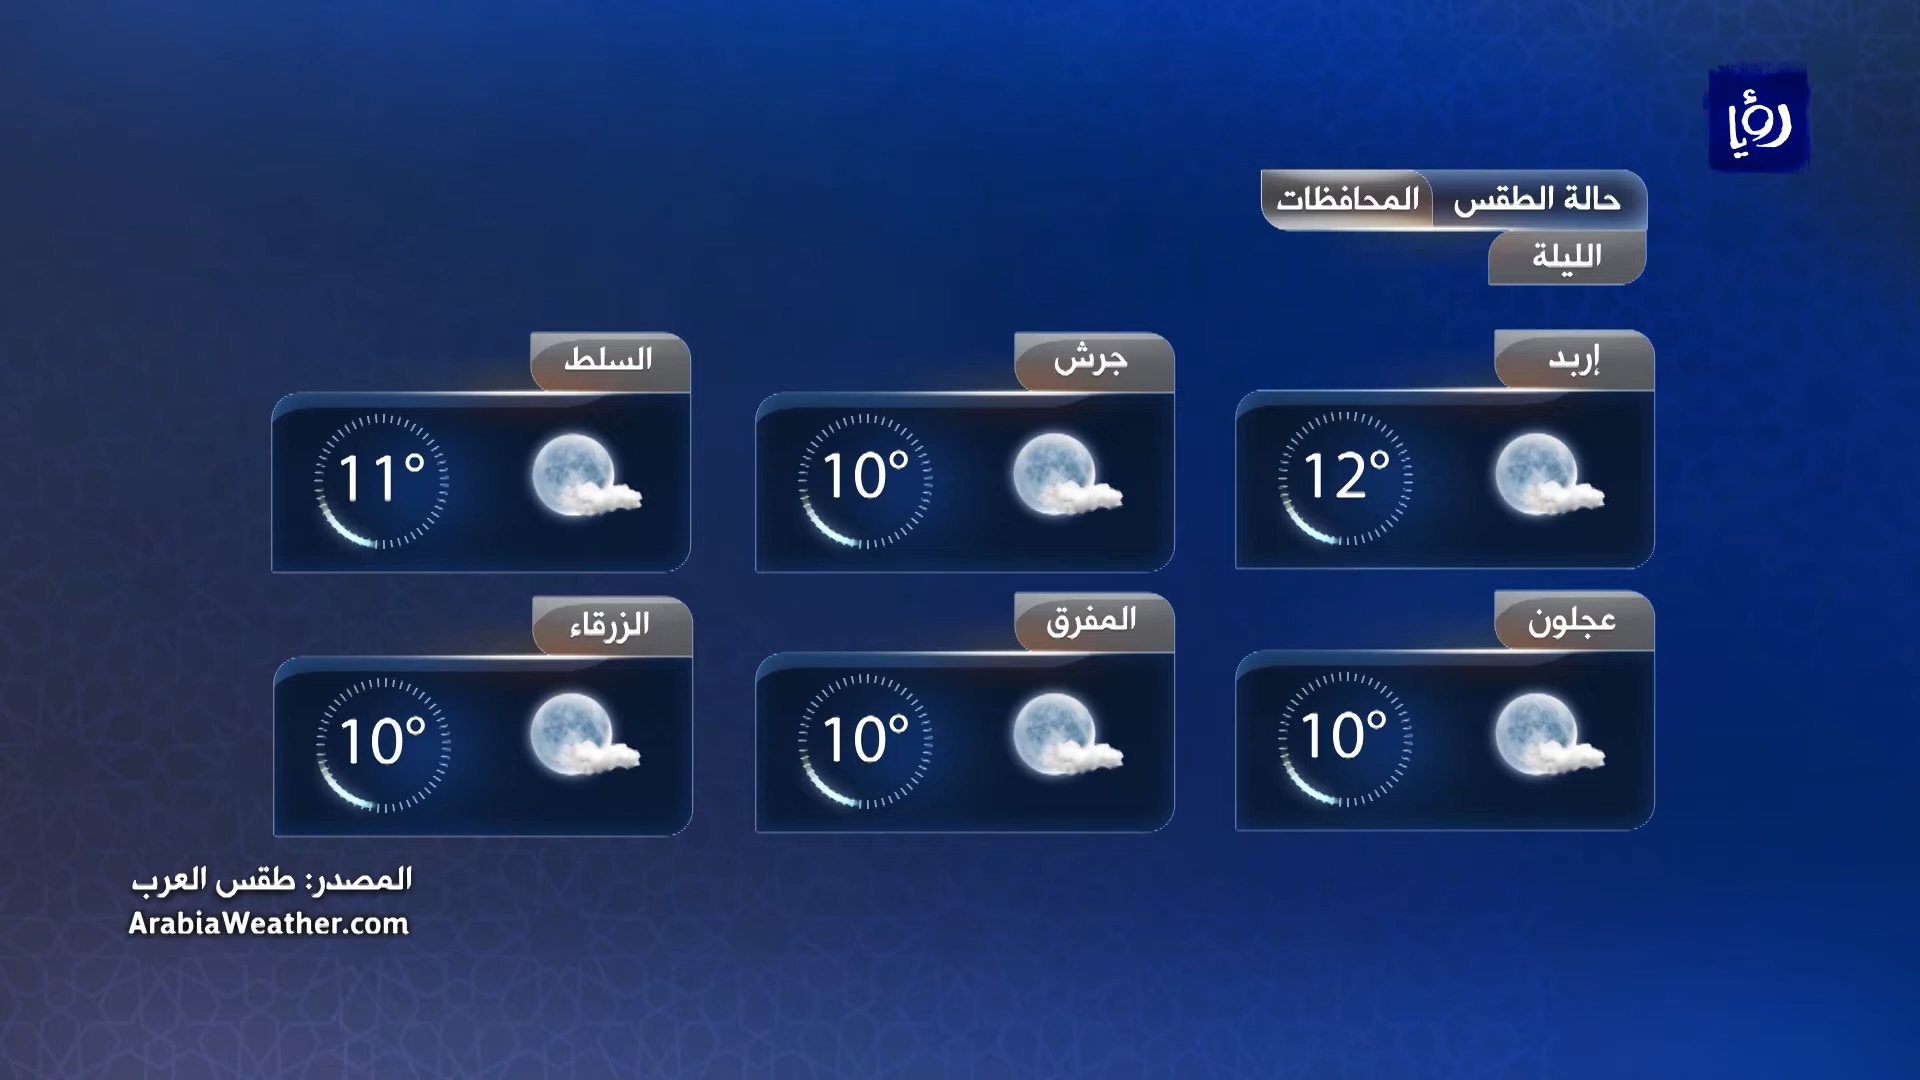 رؤيا
حالة الطقس المحافظات
الليلة
إربد
12°
جرش
10°
السلط
11°
عجلون
10°
المفرق
10°
الزرقاء
10°
المصدر: طقس العرب
ArabiaWeather.com